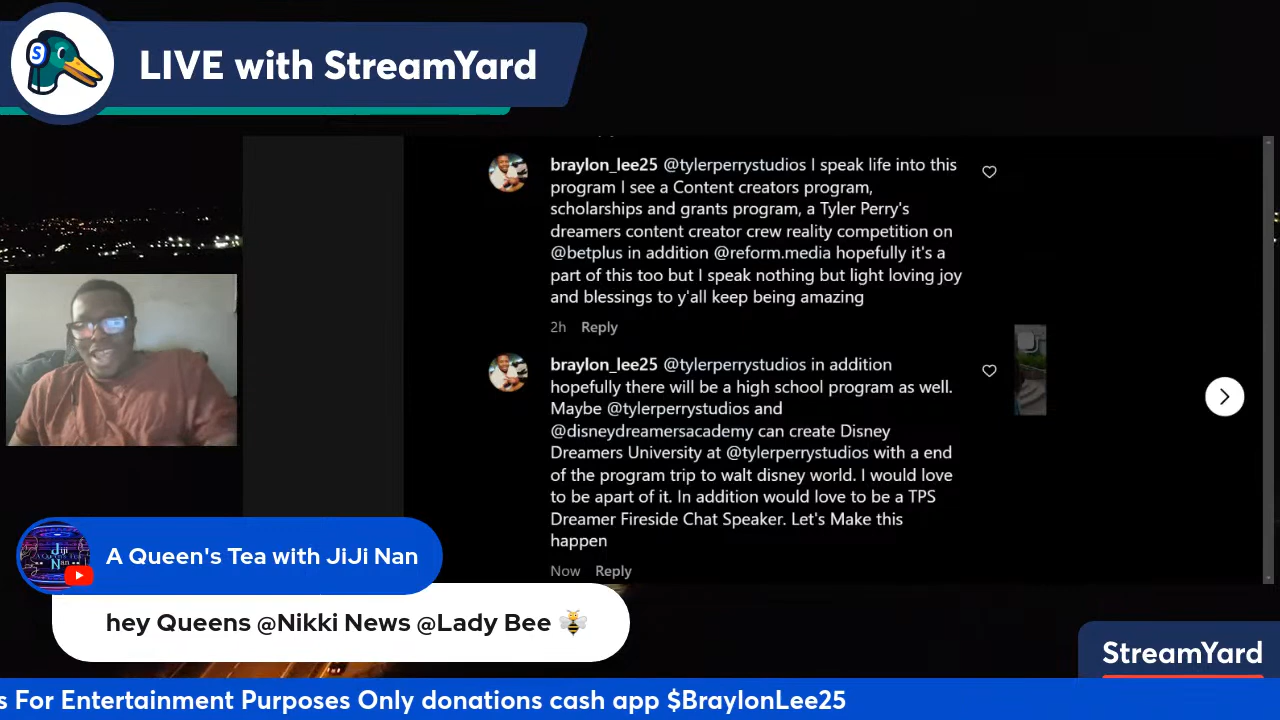 LIVE with StreamYard
braylon_lee25 @tylerperrystudios I speak life into this
program I see a Content creators program,
scholarships and grants program, a Tyler Perry's
dreamers content creator crew reality competition on
@betplus in addition @reform.media hopefully it's a
part of this too but I speak nothing but light loving joy
and blessings to y'all keep being amazing
2h Reply
braylon_lee25 @tylerperrystudios in addition
hopefully there will be a high school program as well.
Maybe @tylerperrystudios and
@disneydreamersacademy can create Disney
Dreamers University at @tylerperrystudios with a end
of the program trip to walt disney world. I would love
to be apart of it. In addition would love to be a TPS
Dreamer Fireside Chat Speaker. Let's Make this
happen
Now Reply
JiJi
Nan
A Queen's Tea with JiJi Nan
hey Queens @Nikki News @Lady Bee 🐝
StreamYard
s For Entertainment Purposes Only donations cash app $BraylonLee25